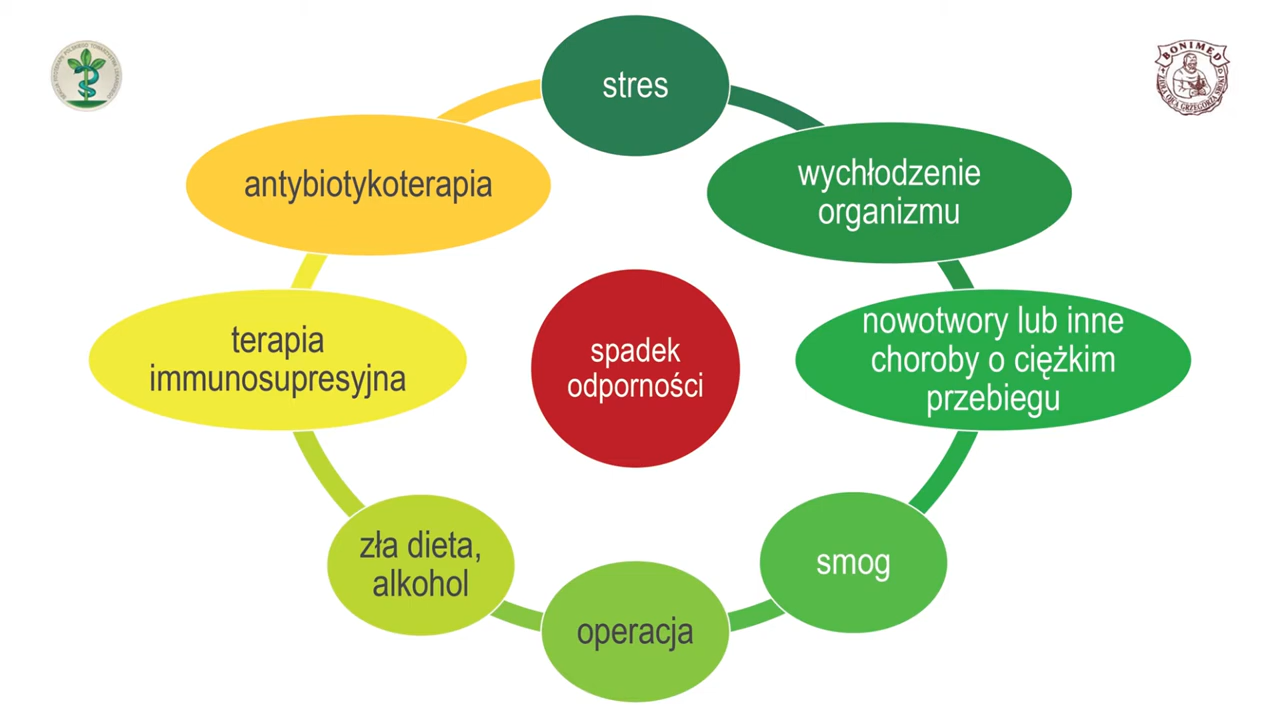 stres
wychłodzenie
organizmu
nowotwory lub inne
choroby o ciężkim
przebiegu
smog
operacja
zła dieta,
alkohol
terapia
immunosupresyjna
antybiotykoterapia
spadek
odporności
BONIMED